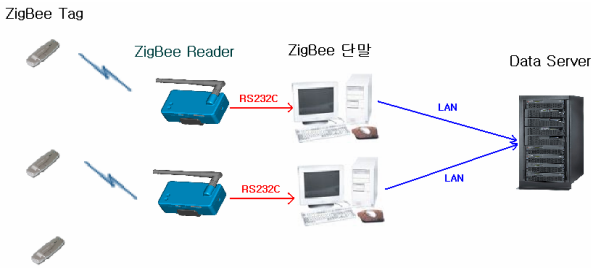 ZigBee Tag
ZigBee Reader
ZigBee 단말
Data Server
RS232C
LAN
RS232C
LAN